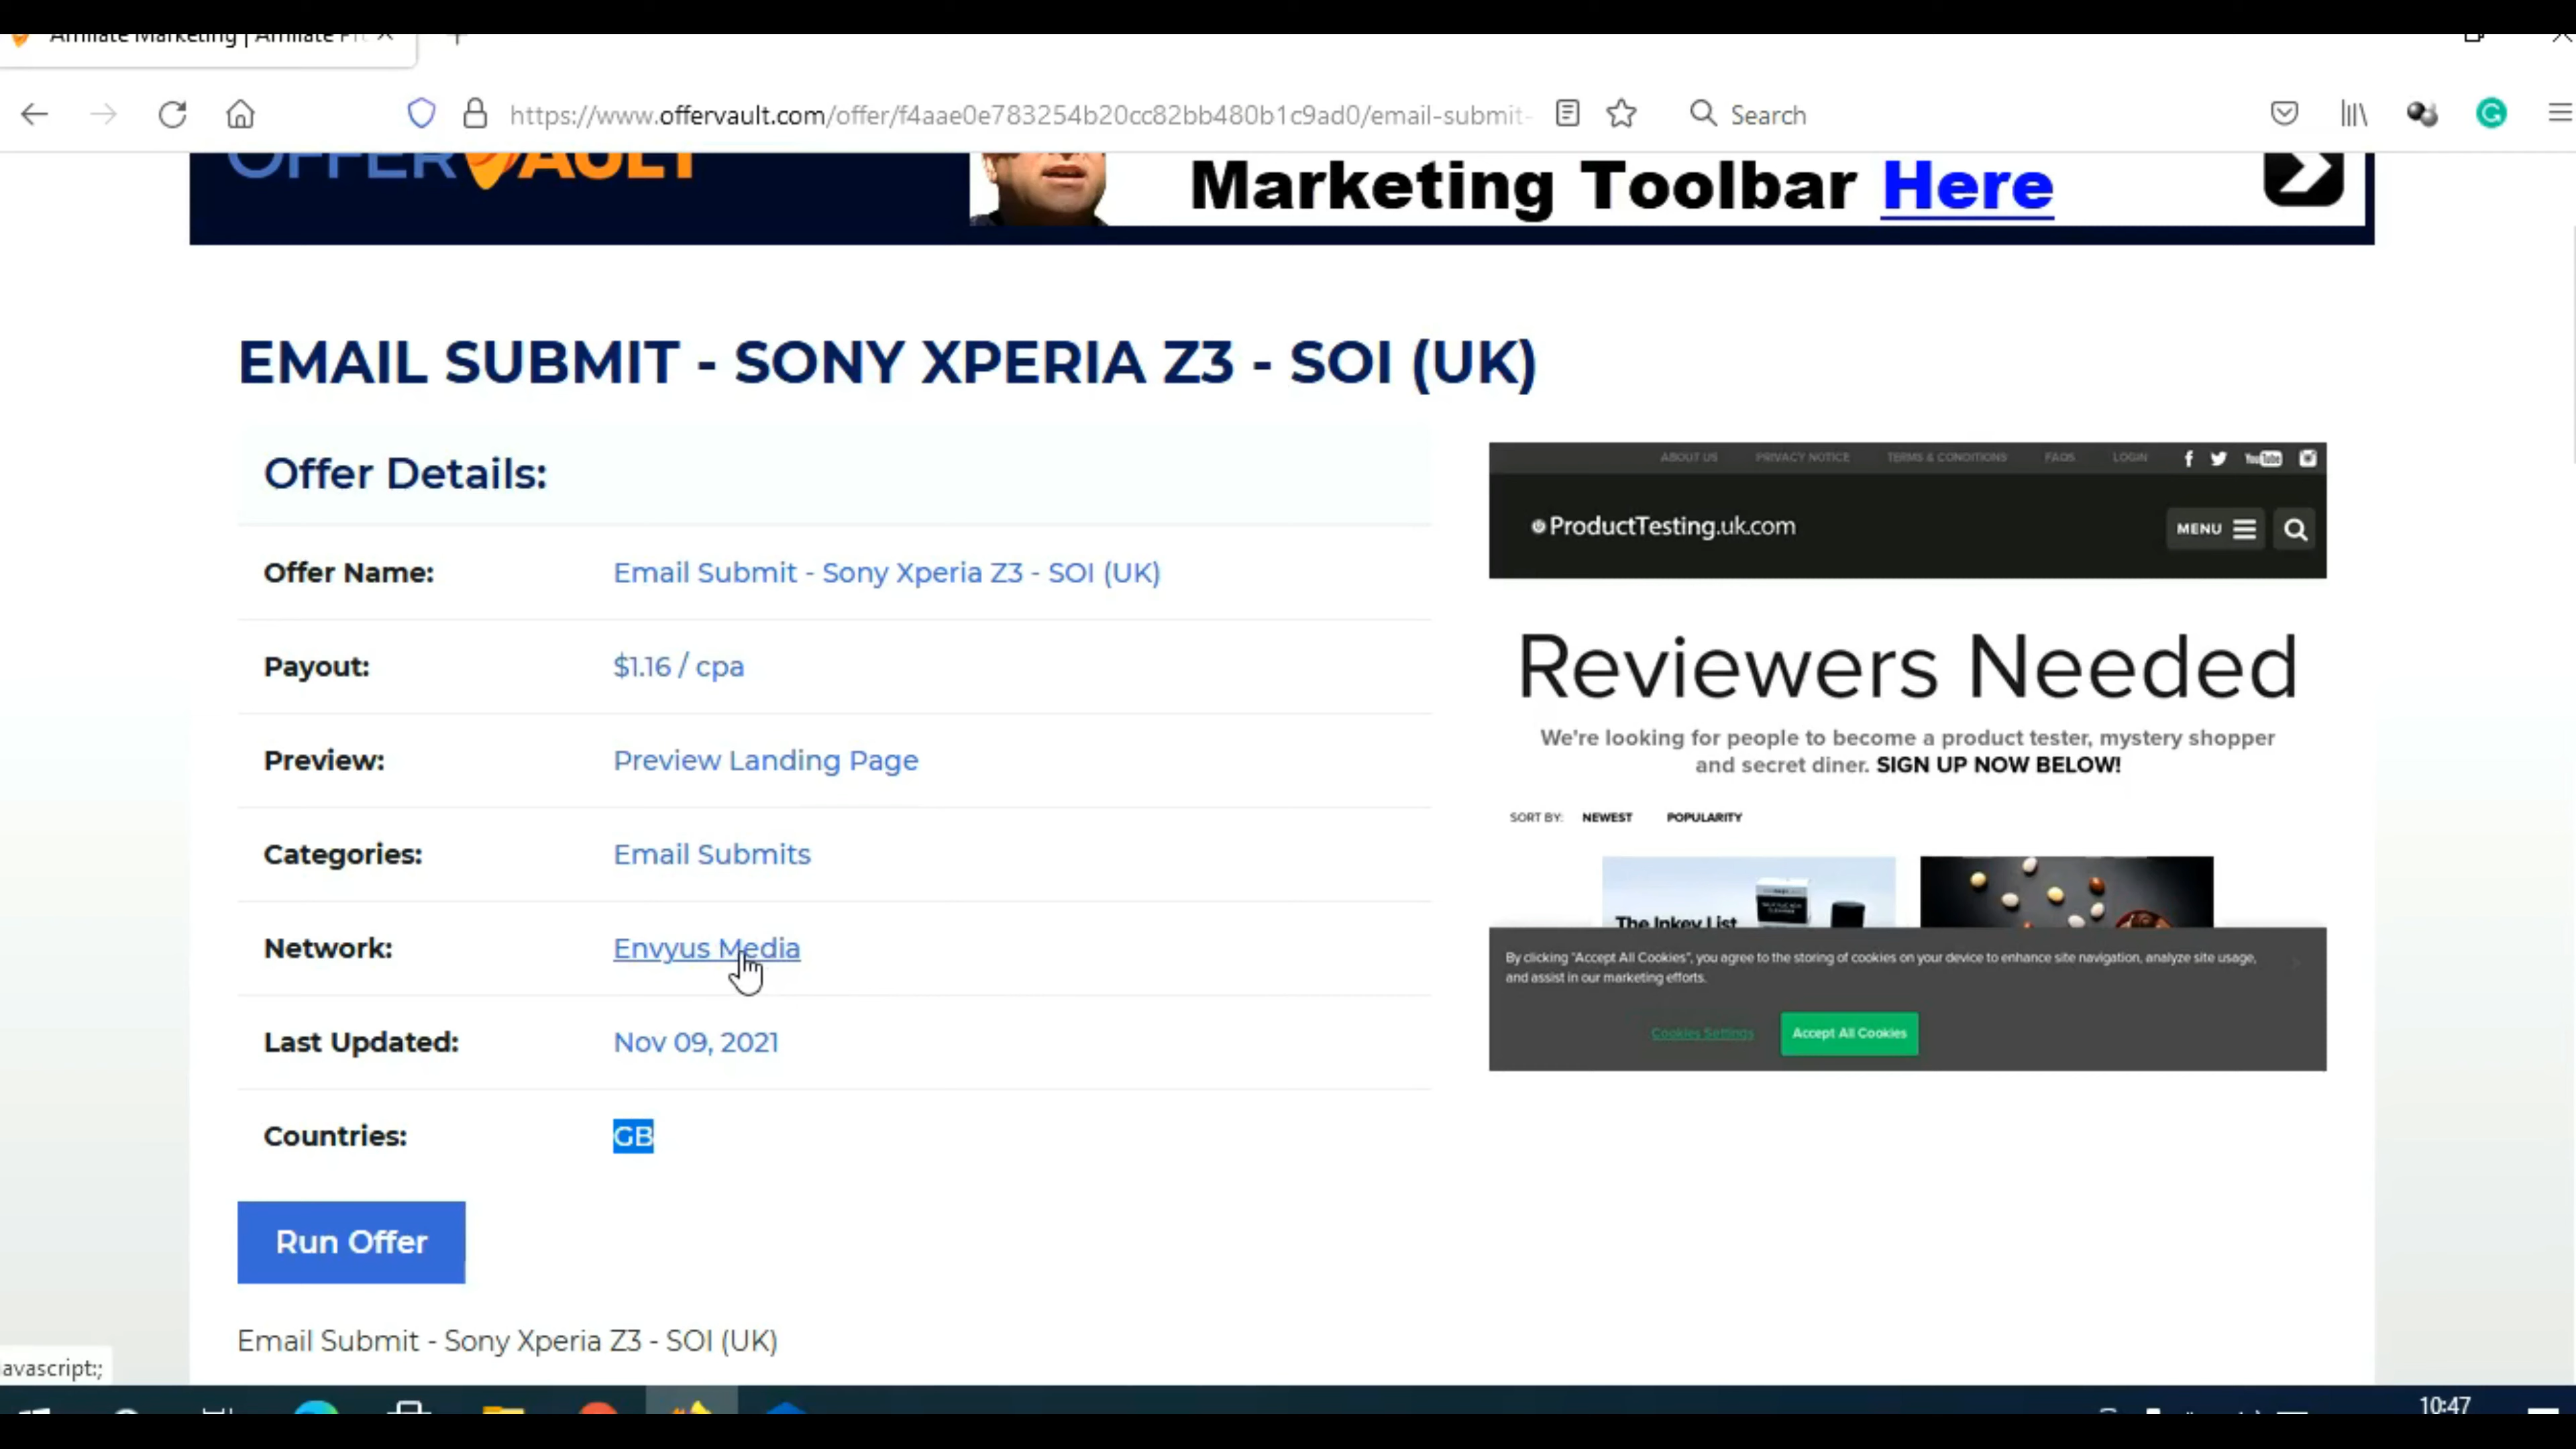 Affiliate Marketing | Affiliate Pr
https://www.offervault.com/offer/f4aae0e783254b20cc82bb480b1c9ad0/email-submit-
Search
OFFERVAULT
Marketing Toolbar Here
EMAIL SUBMIT - SONY XPERIA Z3 - SOI (UK)
Offer Details:
Offer Name: Email Submit - Sony Xperia Z3 - SOI (UK)
Payout: $1.16 / cpa
Preview: Preview Landing Page
Categories: Email Submits
Network: Envyus Media
Last Updated: Nov 09, 2021
Countries: GB
Run Offer
Email Submit - Sony Xperia Z3 - SOI (UK)
ABOUT US PRIVACY NOTICE TERMS & CONDITIONS FAQS LOGIN YouTube
ProductTesting.uk.com
MENU
Reviewers Needed
We're looking for people to become a product tester, mystery shopper
and secret diner. SIGN UP NOW BELOW!
SORT BY: NEWEST POPULARITY
The Inkey List
By clicking "Accept All Cookies", you agree to the storing of cookies on your device to enhance site navigation, analyze site usage,
and assist in our marketing efforts.
Cookies Settings Accept All Cookies
avascript:;
10:47